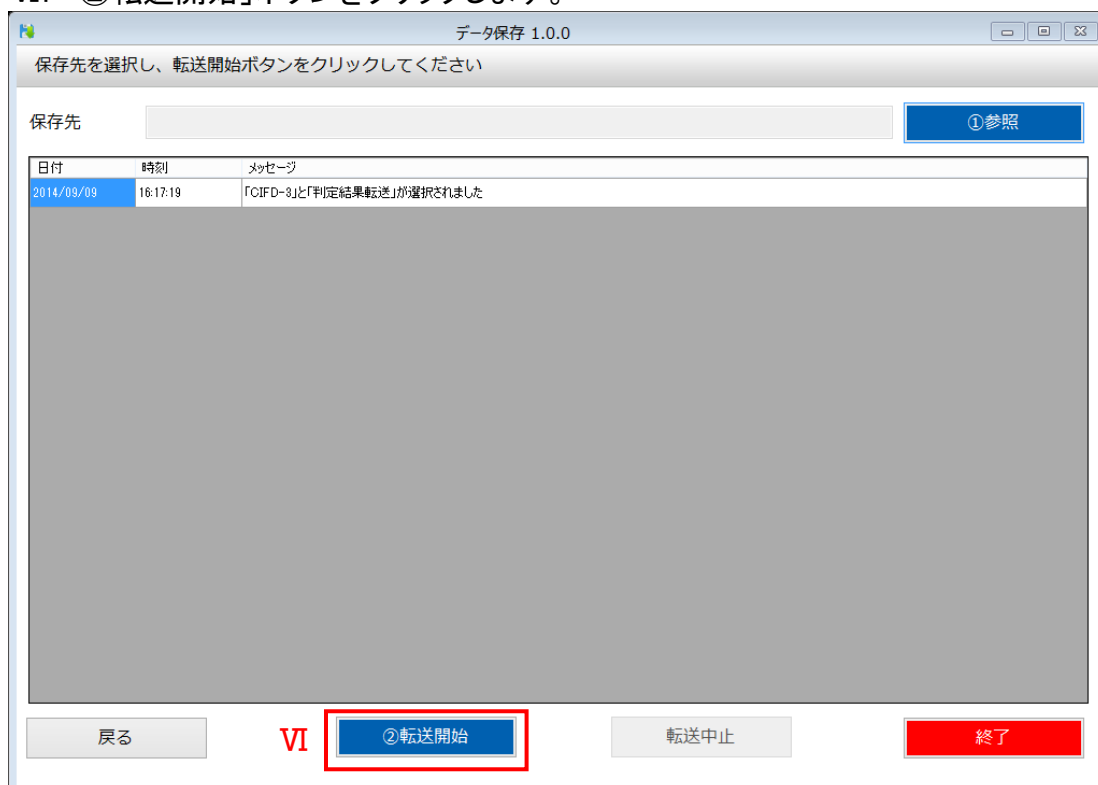 データ保存 1.0.0
保存先を選択し、転送開始ボタンをクリックしてください
保存先
①参照
日付 時刻 メッセージ
2014/09/09 16:17:19 「CIFD-3」と「判定結果転送」が選択されました
戻る
Ⅵ
②転送開始
転送中止
終了